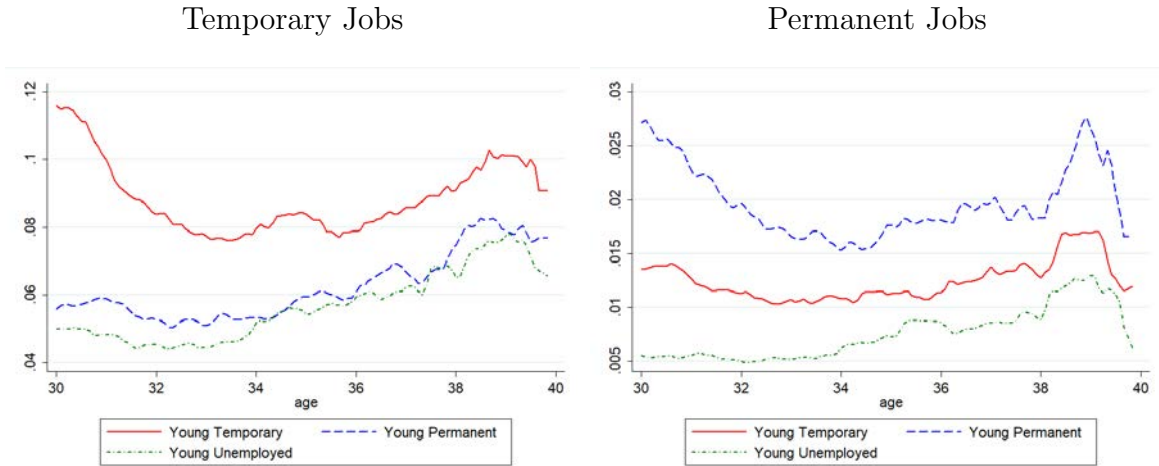 Temporary Jobs
.12
.1
.08
.06
.04
30 32 34 36 38 40
age
Young Temporary Young Permanent
Young Unemployed
Permanent Jobs
.03
.025
.02
.015
.01
.005
30 32 34 36 38 40
age
Young Temporary Young Permanent
Young Unemployed